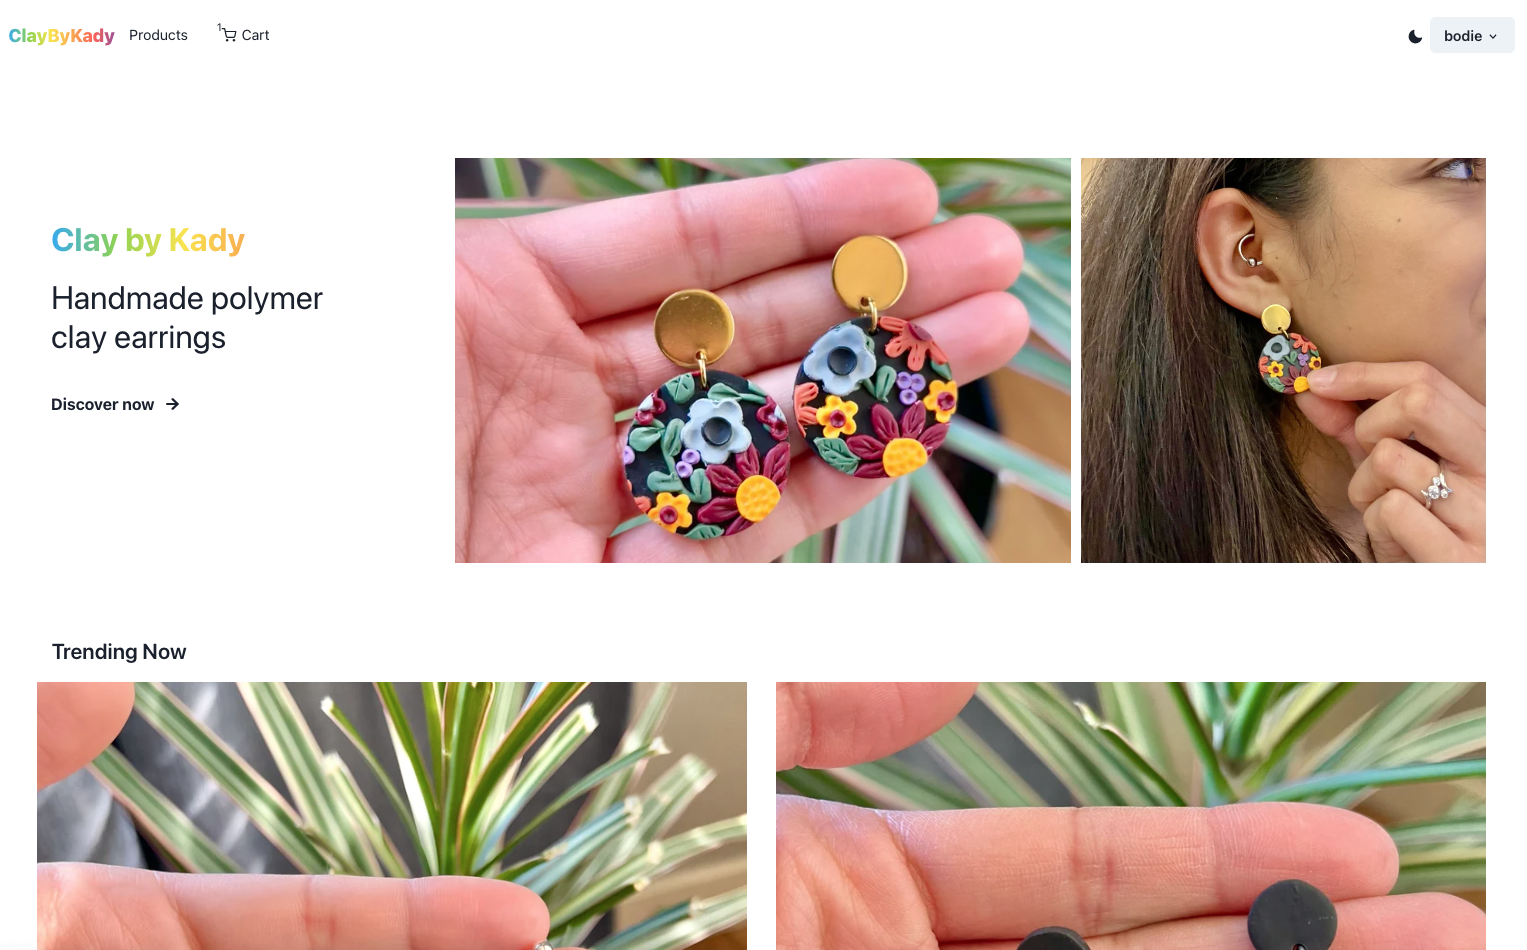 ClayByKady
Products
1
Cart
bodie
Clay by Kady
Handmade polymer
clay earrings
Discover now
Trending Now